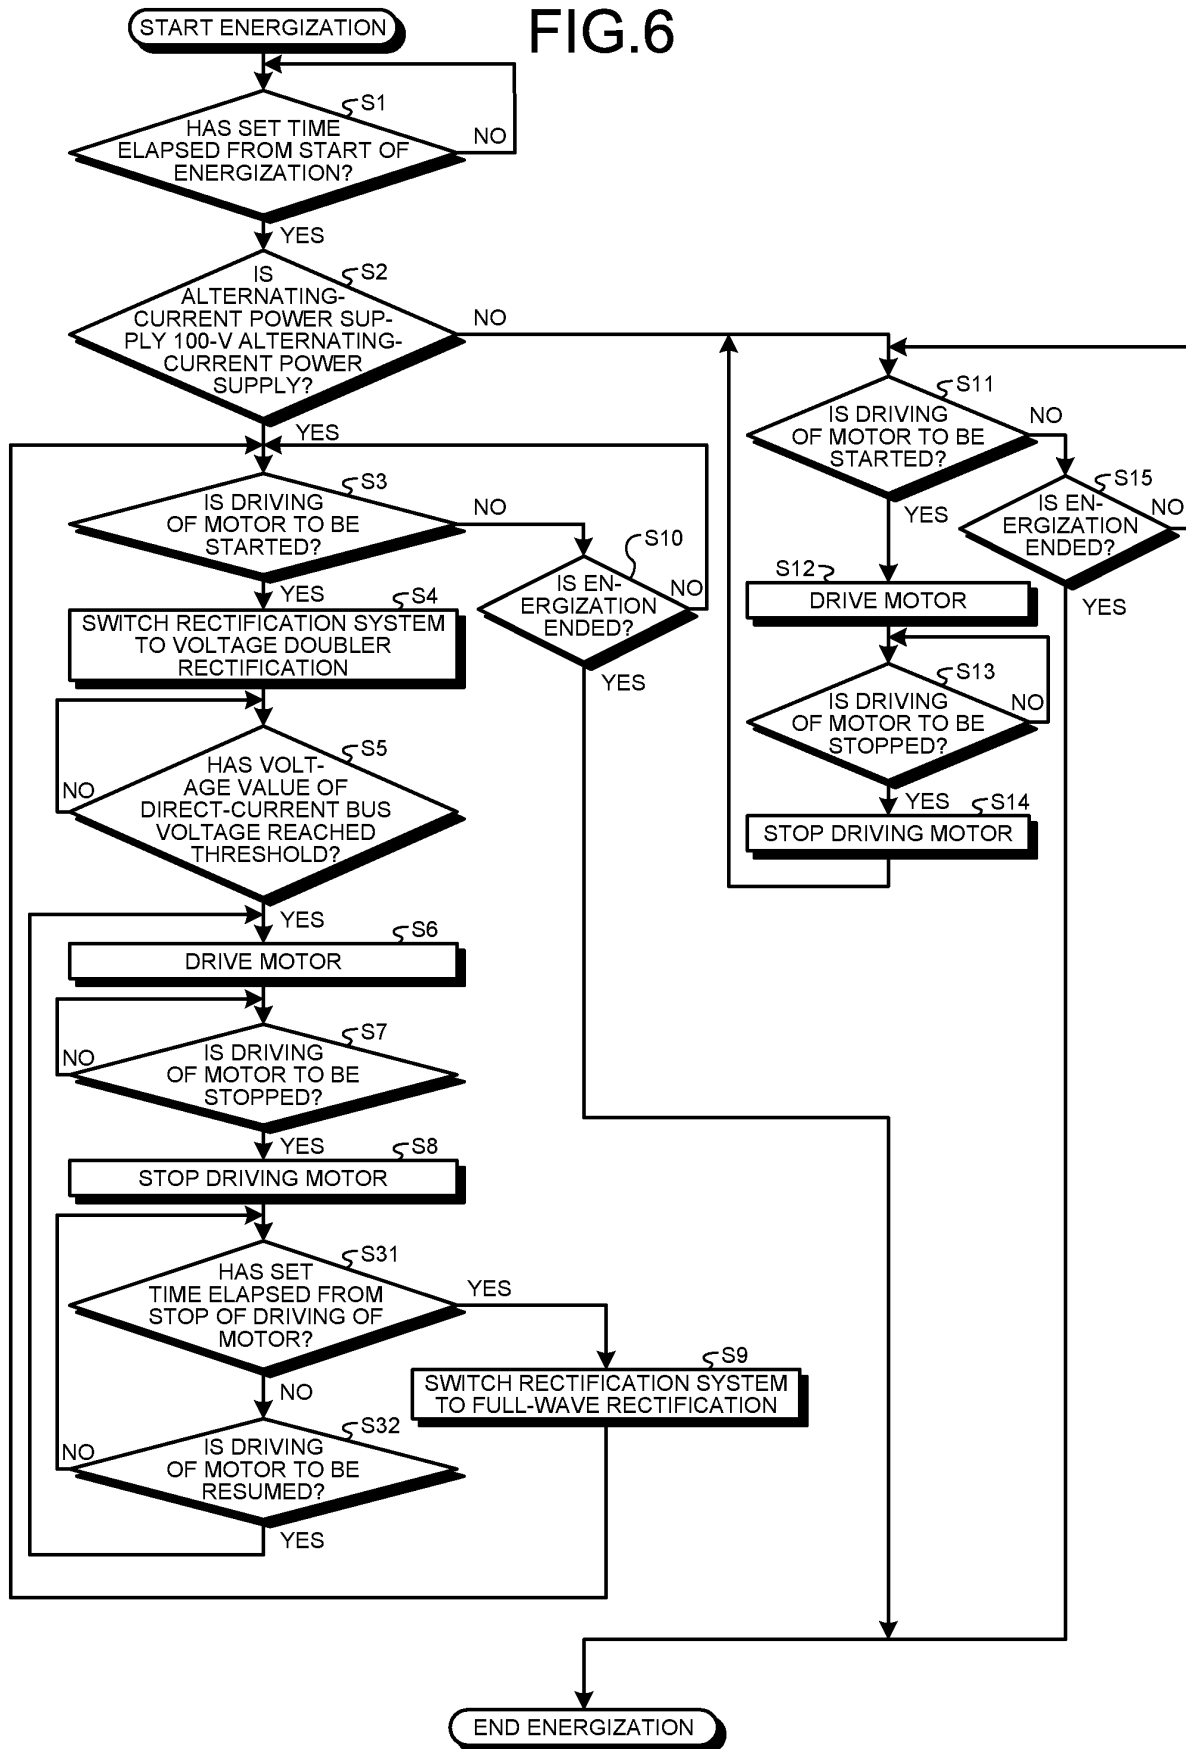 FIG.6
START ENERGIZATION
S1
HAS SET TIME
ELAPSED FROM START OF
ENERGIZATION?
NO
YES
S2
IS
ALTERNATING-
CURRENT POWER SUP-
PLY 100-V ALTERNATING-
CURRENT POWER
SUPPLY?
NO
YES
S3
IS DRIVING
OF MOTOR TO BE
STARTED?
NO
YES
S10
IS EN-
ERGIZATION
ENDED?
NO
YES
S4
SWITCH RECTIFICATION SYSTEM
TO VOLTAGE DOUBLER
RECTIFICATION
S5
HAS VOLT-
AGE VALUE OF
DIRECT-CURRENT BUS
VOLTAGE REACHED
THRESHOLD?
NO
YES
S6
DRIVE MOTOR
S7
IS DRIVING
OF MOTOR TO BE
STOPPED?
NO
YES
S8
STOP DRIVING MOTOR
S31
HAS SET
TIME ELAPSED FROM
STOP OF DRIVING OF
MOTOR?
YES
NO
S9
SWITCH RECTIFICATION SYSTEM
TO FULL-WAVE RECTIFICATION
S32
IS DRIVING
OF MOTOR TO BE
RESUMED?
NO
YES
S11
IS DRIVING
OF MOTOR TO BE
STARTED?
NO
YES
S15
IS EN-
ERGIZATION
ENDED?
NO
YES
S12
DRIVE MOTOR
S13
IS DRIVING
OF MOTOR TO BE
STOPPED?
NO
YES
S14
STOP DRIVING MOTOR
END ENERGIZATION